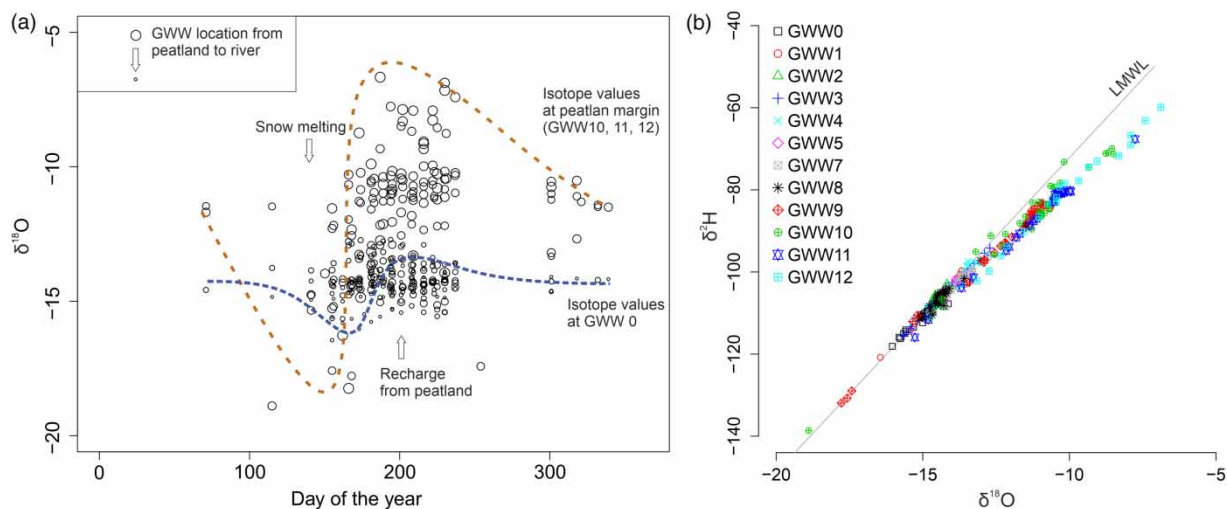 (a)
GWW location from
peatland to river
Snow melting
Isotope values
at peatlan margin
(GWW10, 11, 12)
Isotope values
at GWW 0
Recharge
from peatland
−5
−10
−15
−20
δ18O
0
100
200
300
Day of the year
(b)
GWW0
GWW1
GWW2
GWW3
GWW4
GWW5
GWW7
GWW8
GWW9
GWW10
GWW11
GWW12
LMWL
−40
−60
−80
−100
−120
−140
δ2H
−20
−15
−10
−5
δ18O